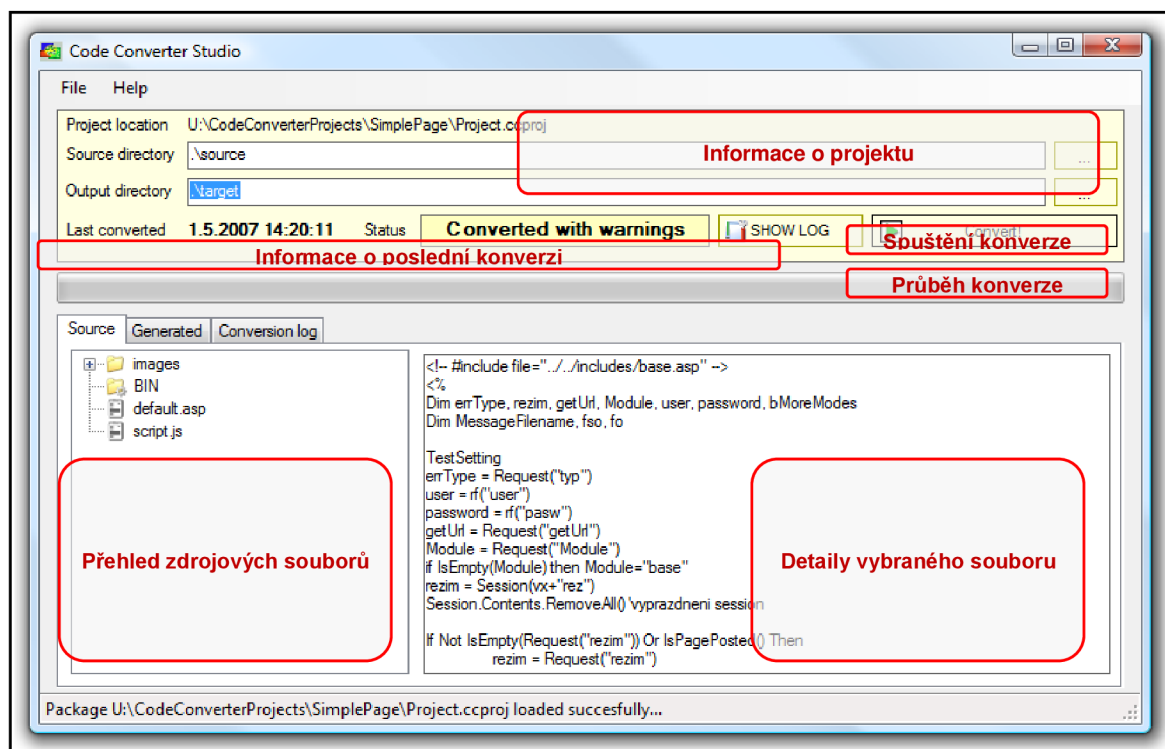 Code Converter Studio
File Help
Project location U:\CodeConverterProjects\SimplePage\Project.ccproj
Source directory .\source Informace o projektu ...
Output directory .\target ...
Last converted 1.5.2007 14:20:11 Status Converted with warnings SHOW LOG Convert!
Spuštění konverze
Informace o poslední konverzi
Průběh konverze
Source Generated Conversion log
images
BIN
default.asp
script.js
Přehled zdrojových souborů
<!-- #include file="../../includes/base.asp" -->
<%
Dim errType, rezim, getUrl, Module, user, password, bMoreModes
Dim MessageFilename, fso, fo
TestSetting
errType = Request("typ")
user = rf("user")
password = rf("pasw")
getUrl = Request("getUrl")
Module = Request("Module")
if IsEmpty(Module) then Module="base"
rezim = Session(vx+"rez")
Session.Contents.RemoveAll() 'vyprazdneni session
If Not IsEmpty(Request("rezim")) Or IsPagePosted() Then
rezim = Request("rezim")
Detaily vybraného souboru
Package U:\CodeConverterProjects\SimplePage\Project.ccproj loaded succesfully...